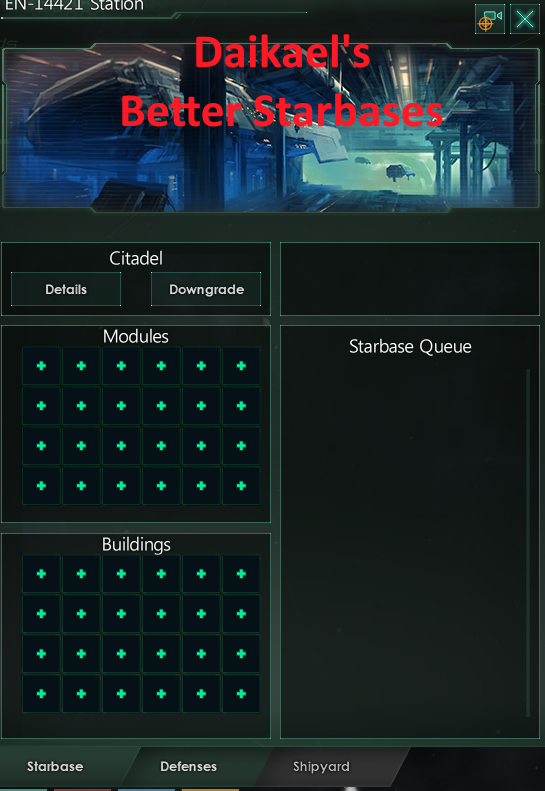 EN-14421 Station
Daikael's
Better Starbases
Citadel
Details
Downgrade
Modules
Starbase Queue
Buildings
Starbase
Defenses
Shipyard